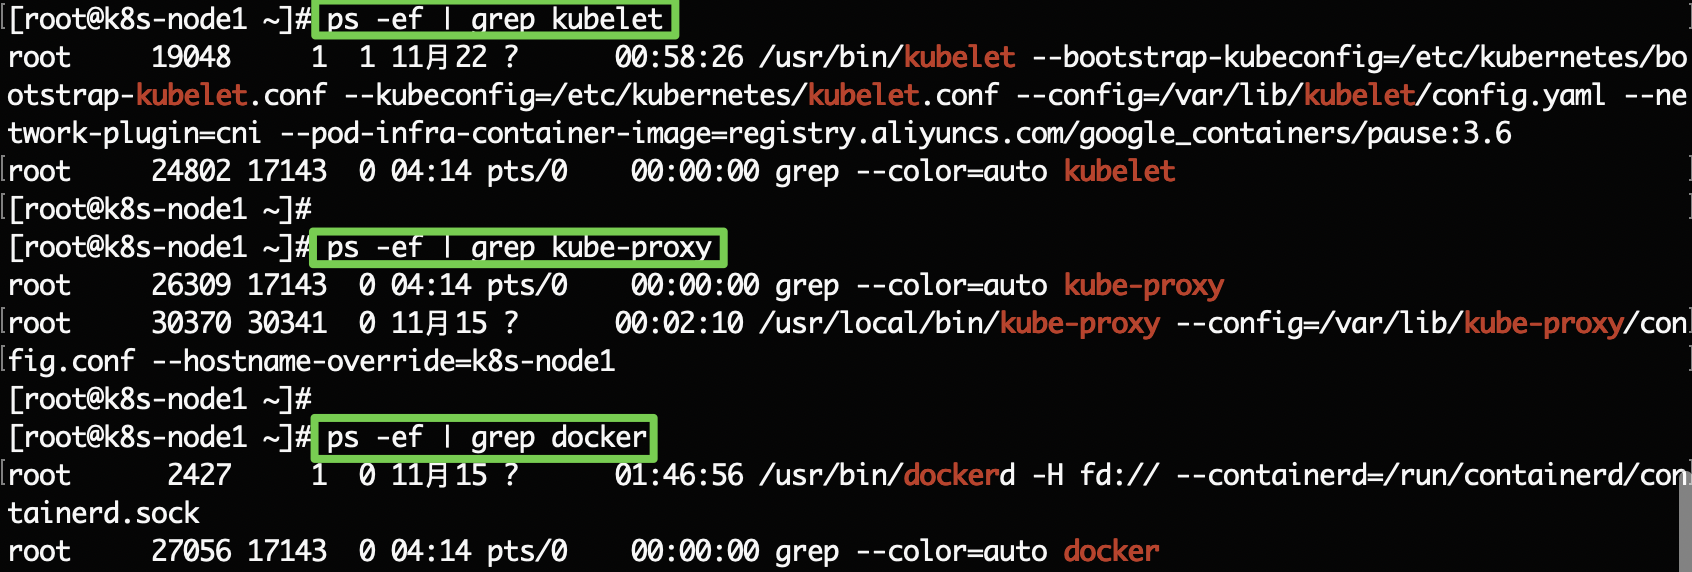 [root@k8s-node1 ~]# ps -ef | grep kubelet
root     19048     1  1 11月22 ?      00:58:26 /usr/bin/kubelet --bootstrap-kubeconfig=/etc/kubernetes/bo
otstrap-kubelet.conf --kubeconfig=/etc/kubernetes/kubelet.conf --config=/var/lib/kubelet/config.yaml --ne
twork-plugin=cni --pod-infra-container-image=registry.aliyuncs.com/google_containers/pause:3.6
root     24802 17143  0 04:14 pts/0    00:00:00 grep --color=auto kubelet
[root@k8s-node1 ~]#
[root@k8s-node1 ~]# ps -ef | grep kube-proxy
root     26309 17143  0 04:14 pts/0    00:00:00 grep --color=auto kube-proxy
root     30370 30341  0 11月15 ?      00:02:10 /usr/local/bin/kube-proxy --config=/var/lib/kube-proxy/con
fig.conf --hostname-override=k8s-node1
[root@k8s-node1 ~]#
[root@k8s-node1 ~]# ps -ef | grep docker
root      2427     1  0 11月15 ?      01:46:56 /usr/bin/dockerd -H fd:// --containerd=/run/containerd/con
tainerd.sock
root     27056 17143  0 04:14 pts/0    00:00:00 grep --color=auto docker